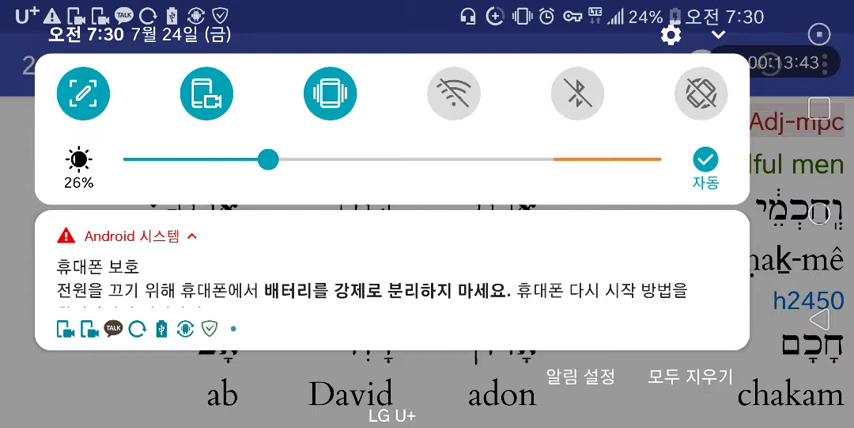 U+ TALK LTE 24% 오전 7:30
오전 7:30 7월 24일 (금)
2
00:13:43
Adj-mpc
26%
자동
ful men
וְחַכְמֵ֔י
Android 시스템
휴대폰 보호
ḥaḵ-mê
전원을 끄기 위해 휴대폰에서 배터리를 강제로 분리하지 마세요. 휴대폰 다시 시작 방법을
h2450
TALK
חָכָם
알림 설정 모두 지우기
ab David adon chakam
LG U+